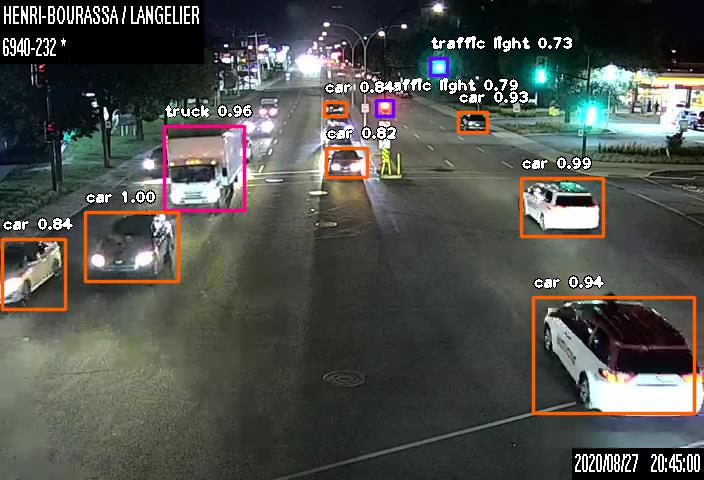 HENRI-BOURASSA / LANGELIER
6940-232 *
traffic light 0.73
car 0.84
affic light 0.79
car 0.93
truck 0.96
car 0.82
car 0.99
car 1.00
car 0.84
car 0.94
2020/08/27 20:45:00